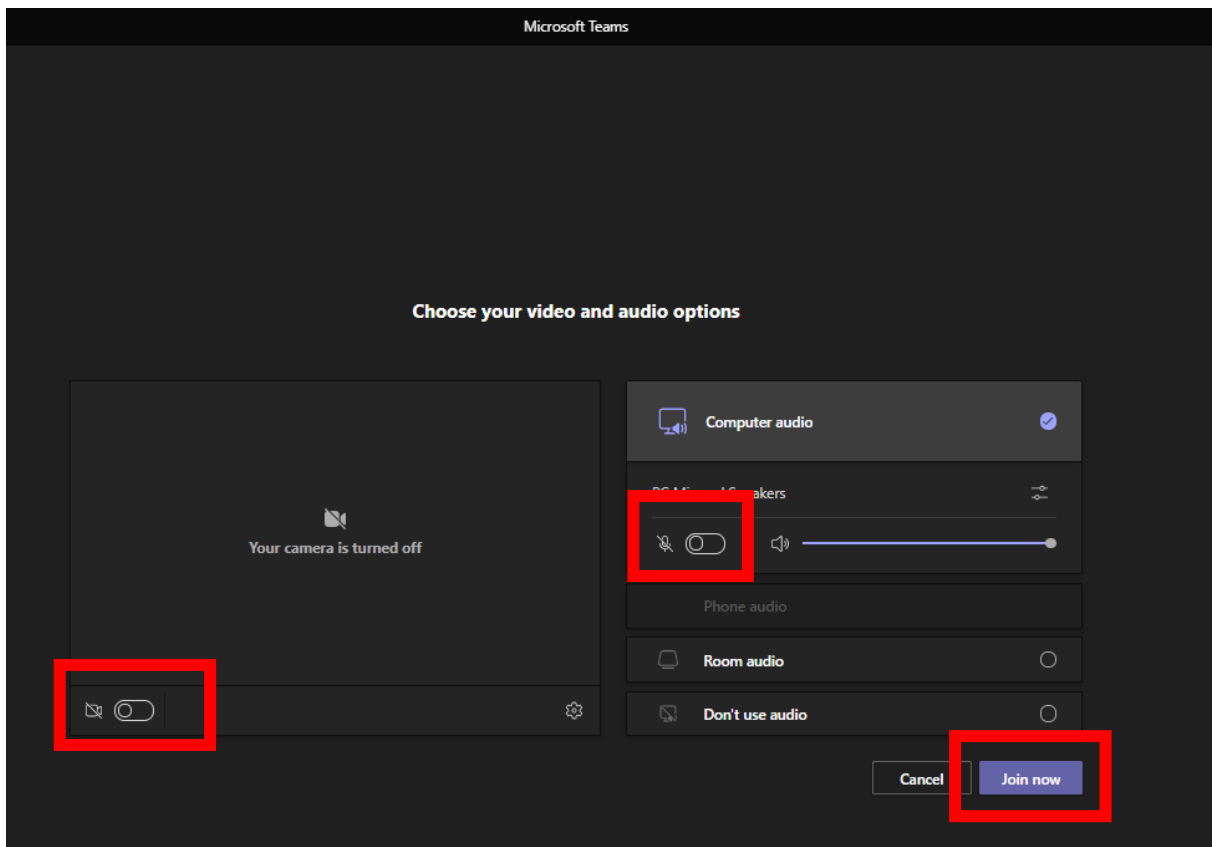 Microsoft Teams
Choose your video and audio options
Your camera is turned off
Computer audio
Phone audio
Room audio
Don't use audio
Cancel
Join now